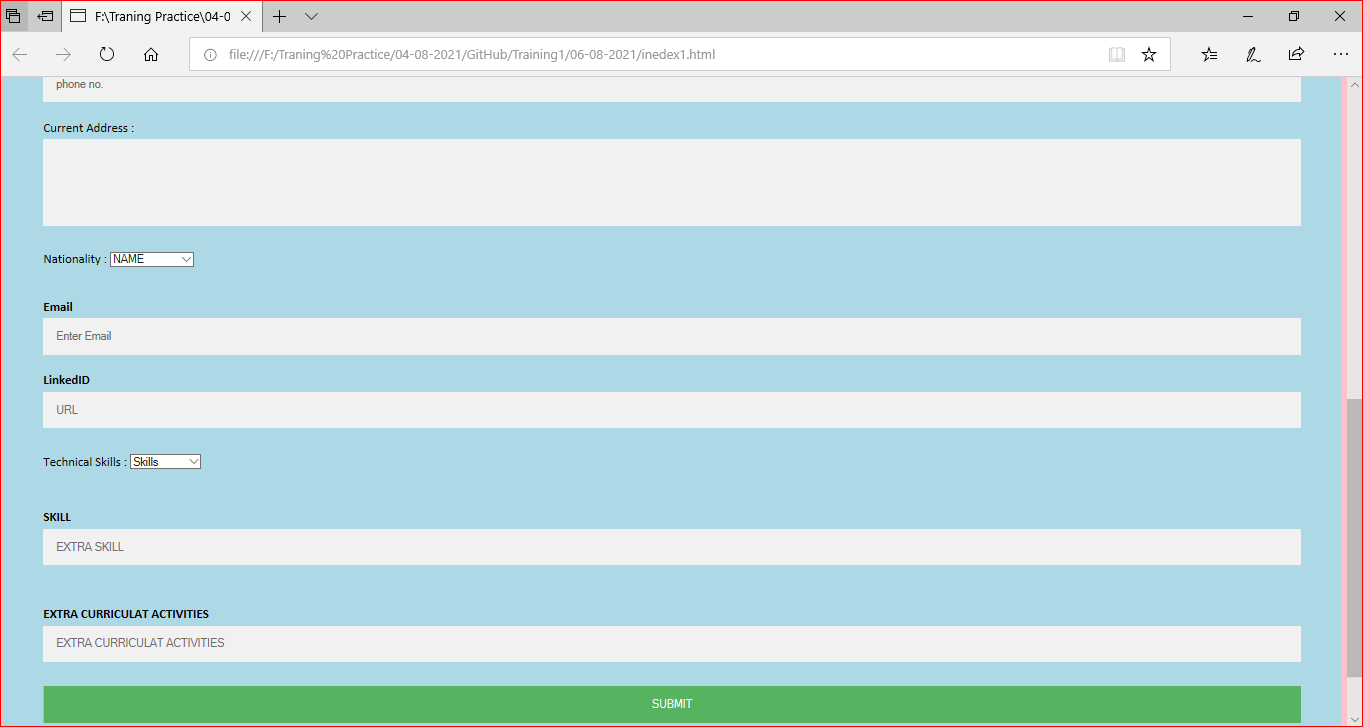 F:\Traning Practice\04-0
file:///F:/Traning%20Practice/04-08-2021/GitHub/Training1/06-08-2021/inedex1.html
phone no.
Current Address :
Nationality : NAME
Email
Enter Email
LinkedID
URL
Technical Skills : Skills
SKILL
EXTRA SKILL
EXTRA CURRICULAT ACTIVITIES
EXTRA CURRICULAT ACTIVITIES
SUBMIT